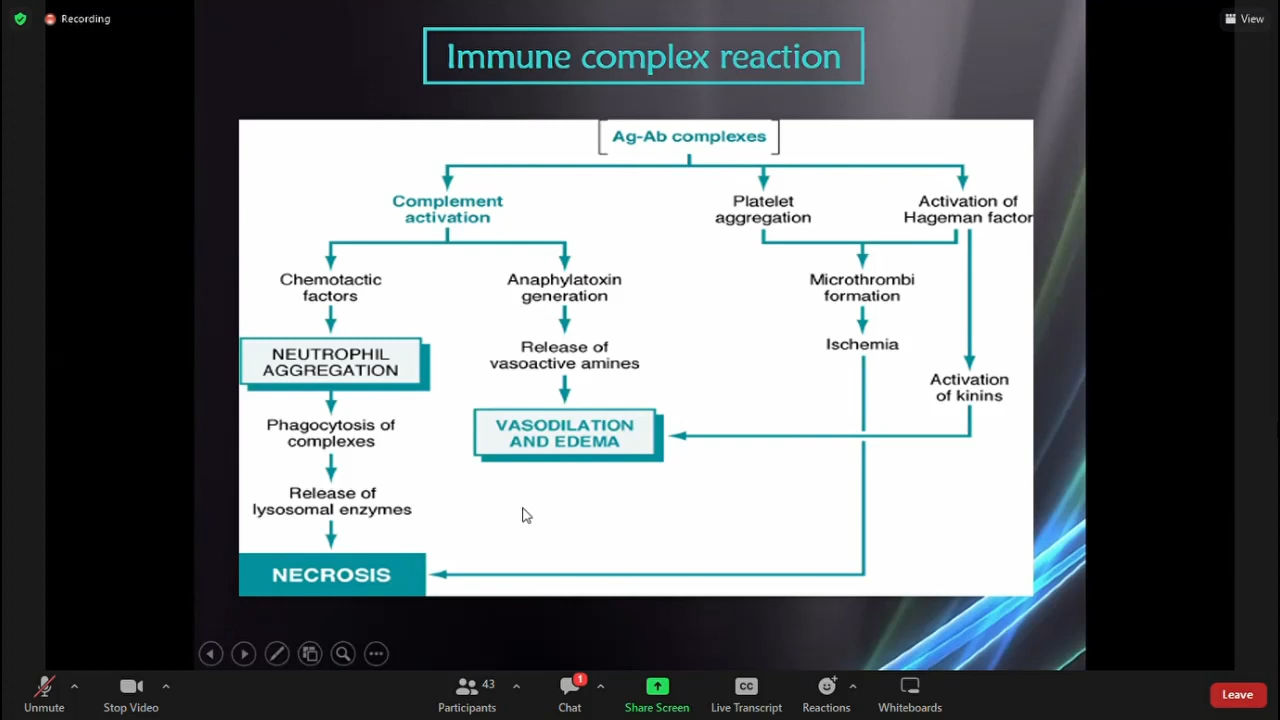 Recording
View
Immune complex reaction
Ag-Ab complexes
Complement
activation
Platelet
aggregation
Activation of
Hageman factor
Chemotactic
factors
Anaphylatoxin
generation
Microthrombi
formation
NEUTROPHIL
AGGREGATION
Release of
vasoactive amines
Ischemia
Activation
of kinins
Phagocytosis of
complexes
VASODILATION
AND EDEMA
Release of
lysosomal enzymes
NECROSIS
Unmute
Stop Video
43
Participants
1
Chat
Share Screen
CC
Live Transcript
Reactions
Whiteboards
Leave